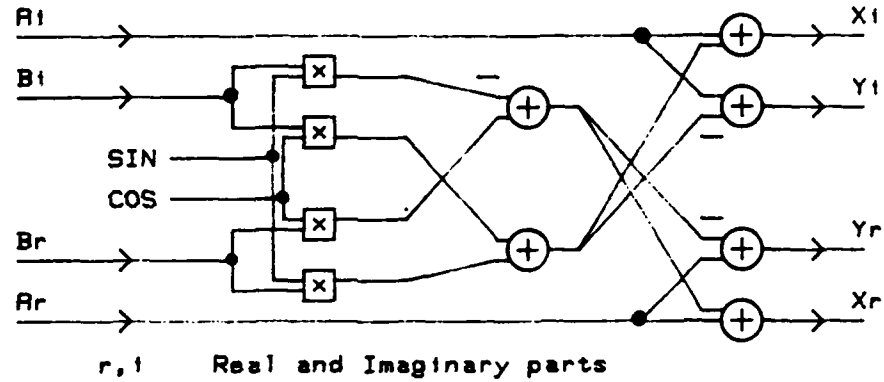 Ai
Xi
Bi
Yi
SIN
COS
Br
Yr
Ar
Xr
r,i Real and Imaginary parts